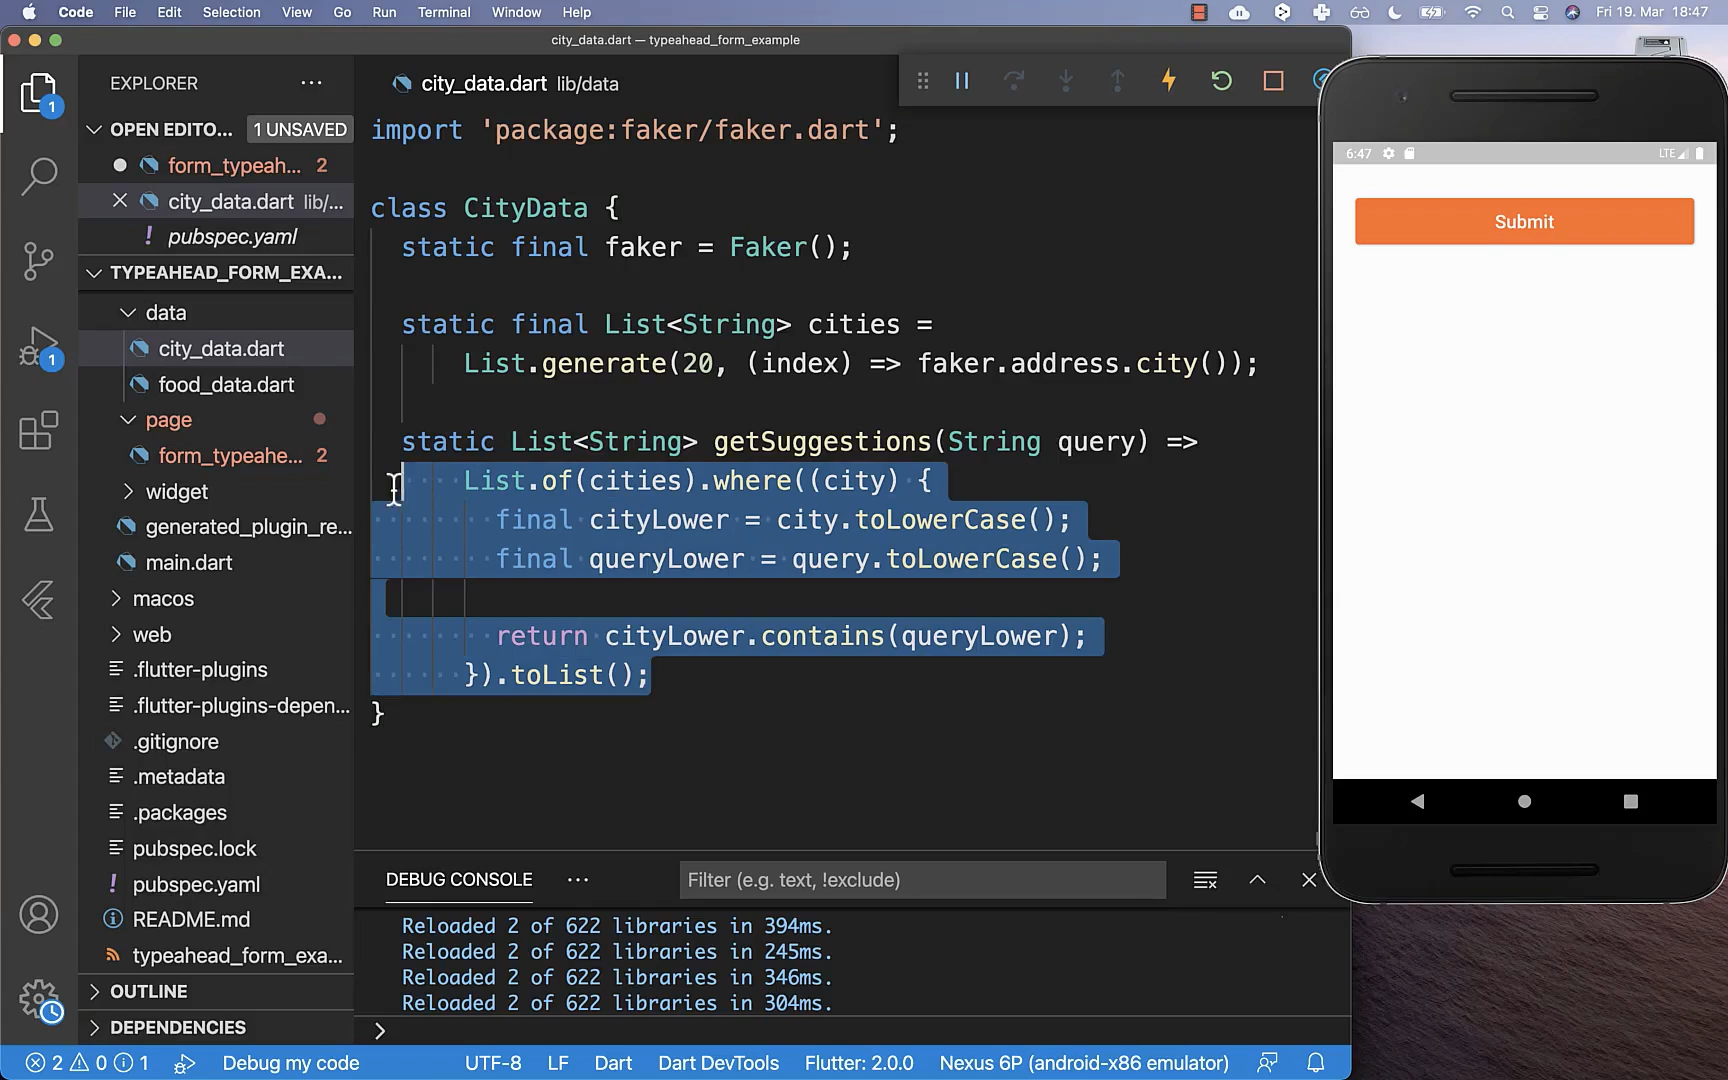 Code File Edit Selection View Go Run Terminal Window Help Fri 19. Mar 18:47
city_data.dart — typeahead_form_example
EXPLORER
OPEN EDITO... 1 UNSAVED
form_typeah... 2
city_data.dart lib/...
! pubspec.yaml
TYPEAHEAD_FORM_EXA...
data
city_data.dart
food_data.dart
page
form_typeahe... 2
widget
generated_plugin_re...
main.dart
macos
web
.flutter-plugins
.flutter-plugins-depen...
.gitignore
.metadata
.packages
pubspec.lock
! pubspec.yaml
README.md
typeahead_form_exa...
OUTLINE
DEPENDENCIES
1
1
city_data.dart lib/data
import 'package:faker/faker.dart';
class CityData {
static final faker = Faker();
static final List<String> cities =
List.generate(20, (index) => faker.address.city());
static List<String> getSuggestions(String query) =>
List.of(cities).where((city) {
final cityLower = city.toLowerCase();
final queryLower = query.toLowerCase();
return cityLower.contains(queryLower);
}).toList();
}
DEBUG CONSOLE
Filter (e.g. text, !exclude)
Reloaded 2 of 622 libraries in 394ms.
Reloaded 2 of 622 libraries in 245ms.
Reloaded 2 of 622 libraries in 346ms.
Reloaded 2 of 622 libraries in 304ms.
>
6:47 LTE
Submit
2 0 1 Debug my code UTF-8 LF Dart Dart DevTools Flutter: 2.0.0 Nexus 6P (android-x86 emulator)